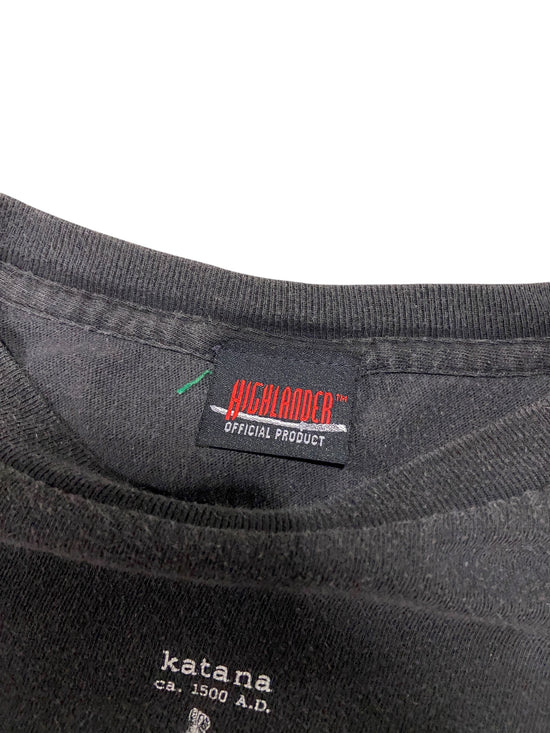 HIGHLANDER™
OFFICIAL PRODUCT
katana
ca. 1500 A.D.